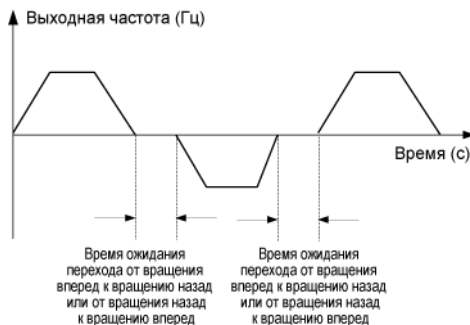 Выходная частота (Гц)
Время (с)
Время ожидания
перехода от вращения
вперед к вращению назад
или от вращения назад
к вращению вперед
Время ожидания
перехода от вращения
вперед к вращению назад
или от вращения назад
к вращению вперед